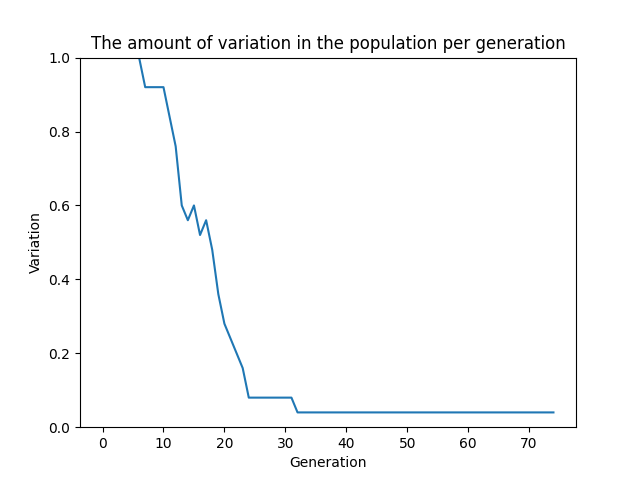 The amount of variation in the population per generation
1.0
0.8
0.6
0.4
0.2
0.0
Variation
0 10 20 30 40 50 60 70
Generation